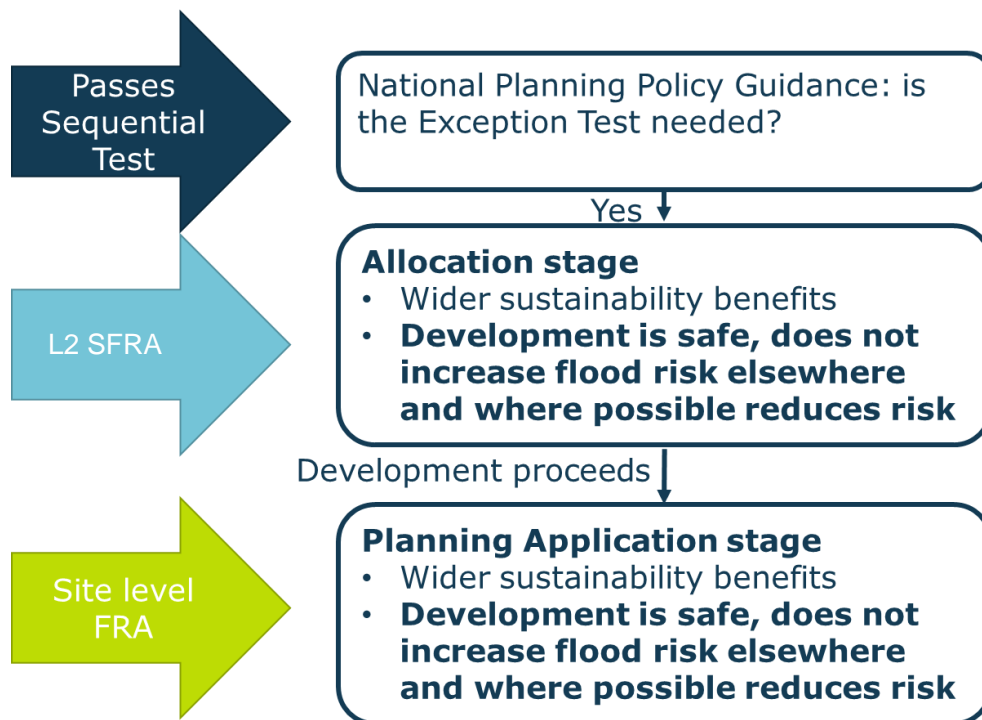 Passes
Sequential
Test
National Planning Policy Guidance: is
the Exception Test needed?
Yes
L2 SFRA
Allocation stage
• Wider sustainability benefits
• Development is safe, does not
increase flood risk elsewhere
and where possible reduces risk
Development proceeds
Site level
FRA
Planning Application stage
• Wider sustainability benefits
• Development is safe, does not
increase flood risk elsewhere
and where possible reduces risk